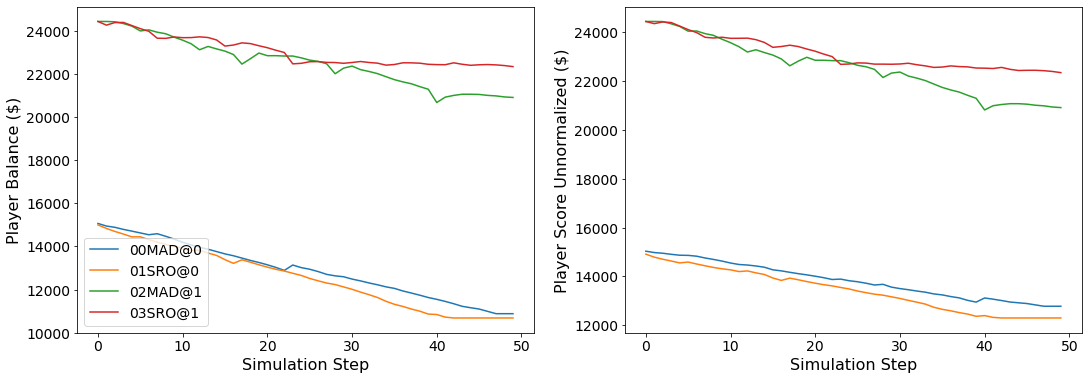 Player Balance ($)
24000
22000
20000
18000
16000
14000
12000
10000
00MAD@0
01SRO@0
02MAD@1
03SRO@1
0 10 20 30 40 50
Simulation Step
Player Score Unnormalized ($)
24000
22000
20000
18000
16000
14000
12000
0 10 20 30 40 50
Simulation Step